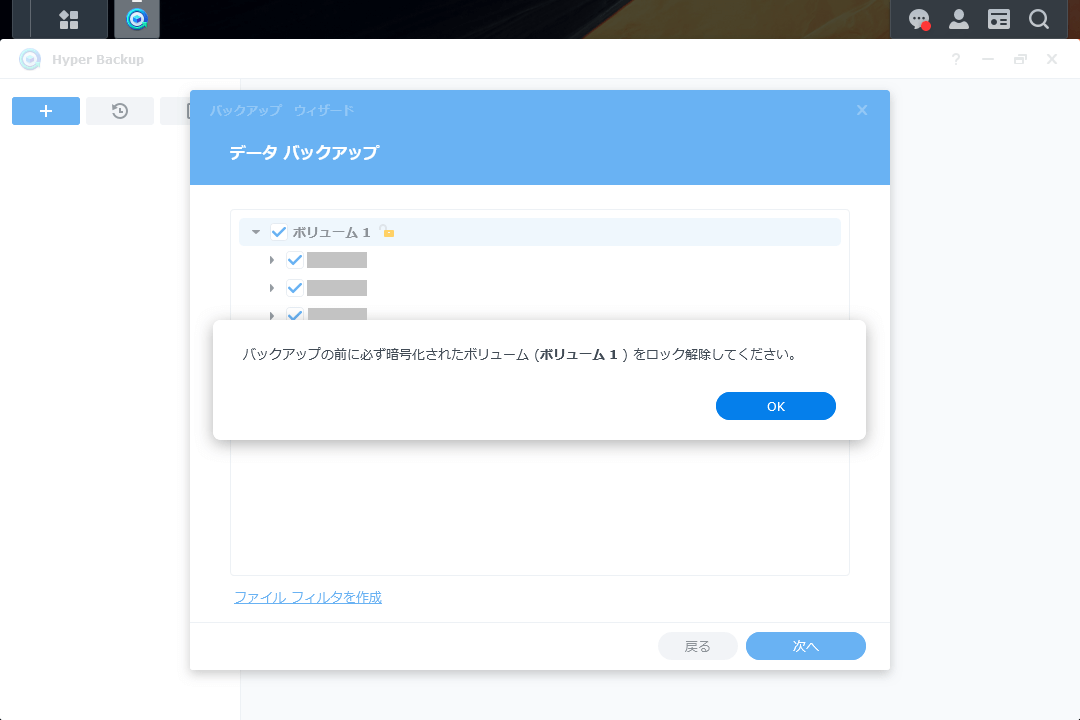 Hyper Backup
バックアップ ウィザード
データ バックアップ
ボリューム 1
バックアップの前に必ず暗号化されたボリューム (ボリューム 1 ) をロック解除してください。
OK
ファイル フィルタを作成
戻る
次へ